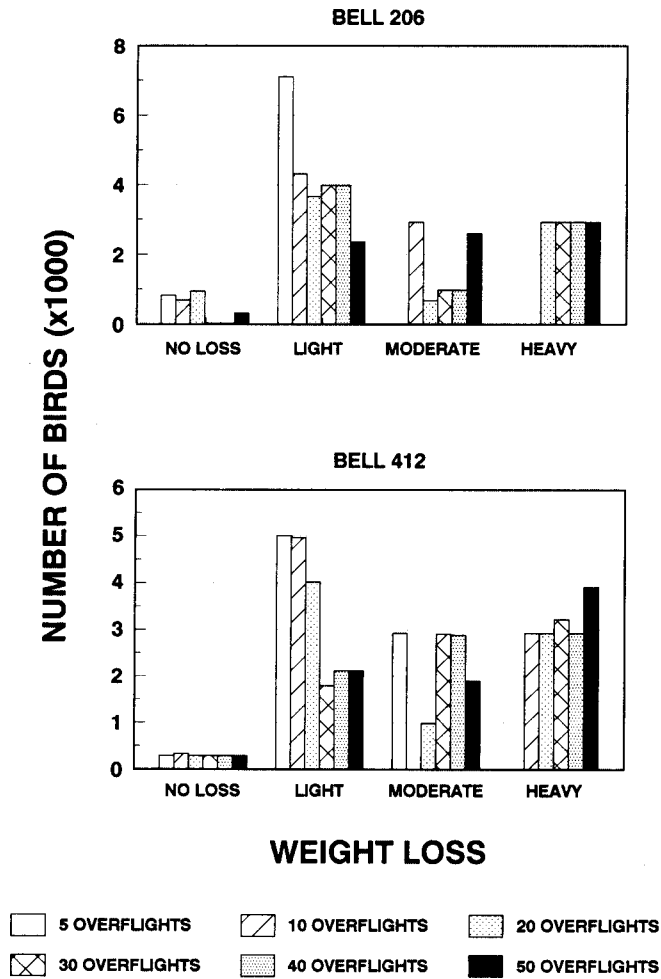 BELL 206
8
6
4
2
0
NO LOSS LIGHT MODERATE HEAVY
NUMBER OF BIRDS (x1000)
BELL 412
6
5
4
3
2
1
0
NO LOSS LIGHT MODERATE HEAVY
WEIGHT LOSS
5 OVERFLIGHTS 10 OVERFLIGHTS 20 OVERFLIGHTS
30 OVERFLIGHTS 40 OVERFLIGHTS 50 OVERFLIGHTS